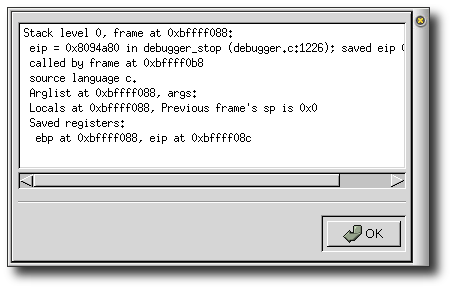 Stack level 0, frame at 0xbffff088:
eip = 0x8094a80 in debugger_stop (debugger.c:1226); saved eip
called by frame at 0xbffff0b8
source language c.
Arglist at 0xbffff088, args:
Locals at 0xbffff088, Previous frame's sp is 0x0
Saved registers:
ebp at 0xbffff088, eip at 0xbffff08c
OK